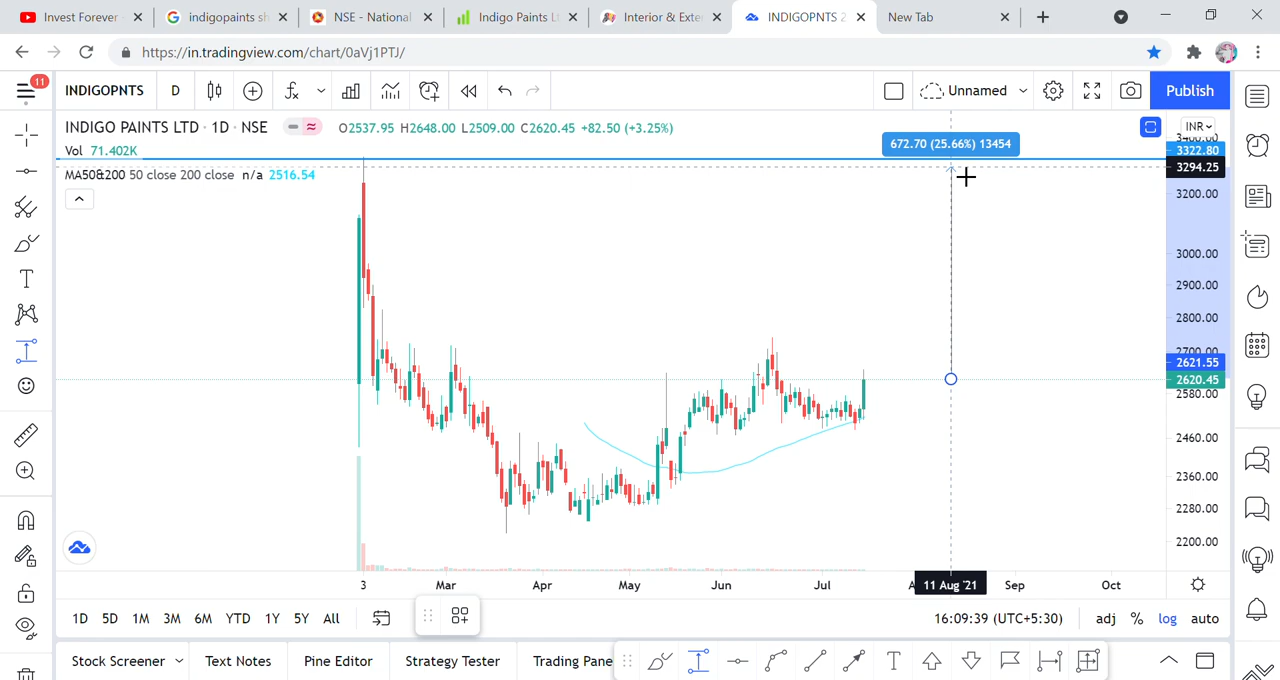 Invest Forever
indigopaints sh
NSE - National
Indigo Paints L
Interior & Exte
INDIGOPNTS 2
New Tab
https://in.tradingview.com/chart/0aVj1PTJ/
11
INDIGOPNTS
D
Unnamed
Publish
INDIGO PAINTS LTD · 1D · NSE
O2537.95 H2648.00 L2509.00 C2620.45 +82.50 (+3.25%)
Vol 71.402K
MA50&200 50 close 200 close n/a 2516.54
672.70 (25.66%) 13454
INR
3400.00
3322.80
3294.25
3200.00
3000.00
2900.00
2800.00
2700.00
2621.55
2620.45
2580.00
2460.00
2360.00
2280.00
2200.00
3
Mar
Apr
May
Jun
Jul
A
11 Aug '21
Sep
Oct
1D 5D 1M 3M 6M YTD 1Y 5Y All
16:09:39 (UTC+5:30)
adj % log auto
Stock Screener
Text Notes
Pine Editor
Strategy Tester
Trading Pane
T